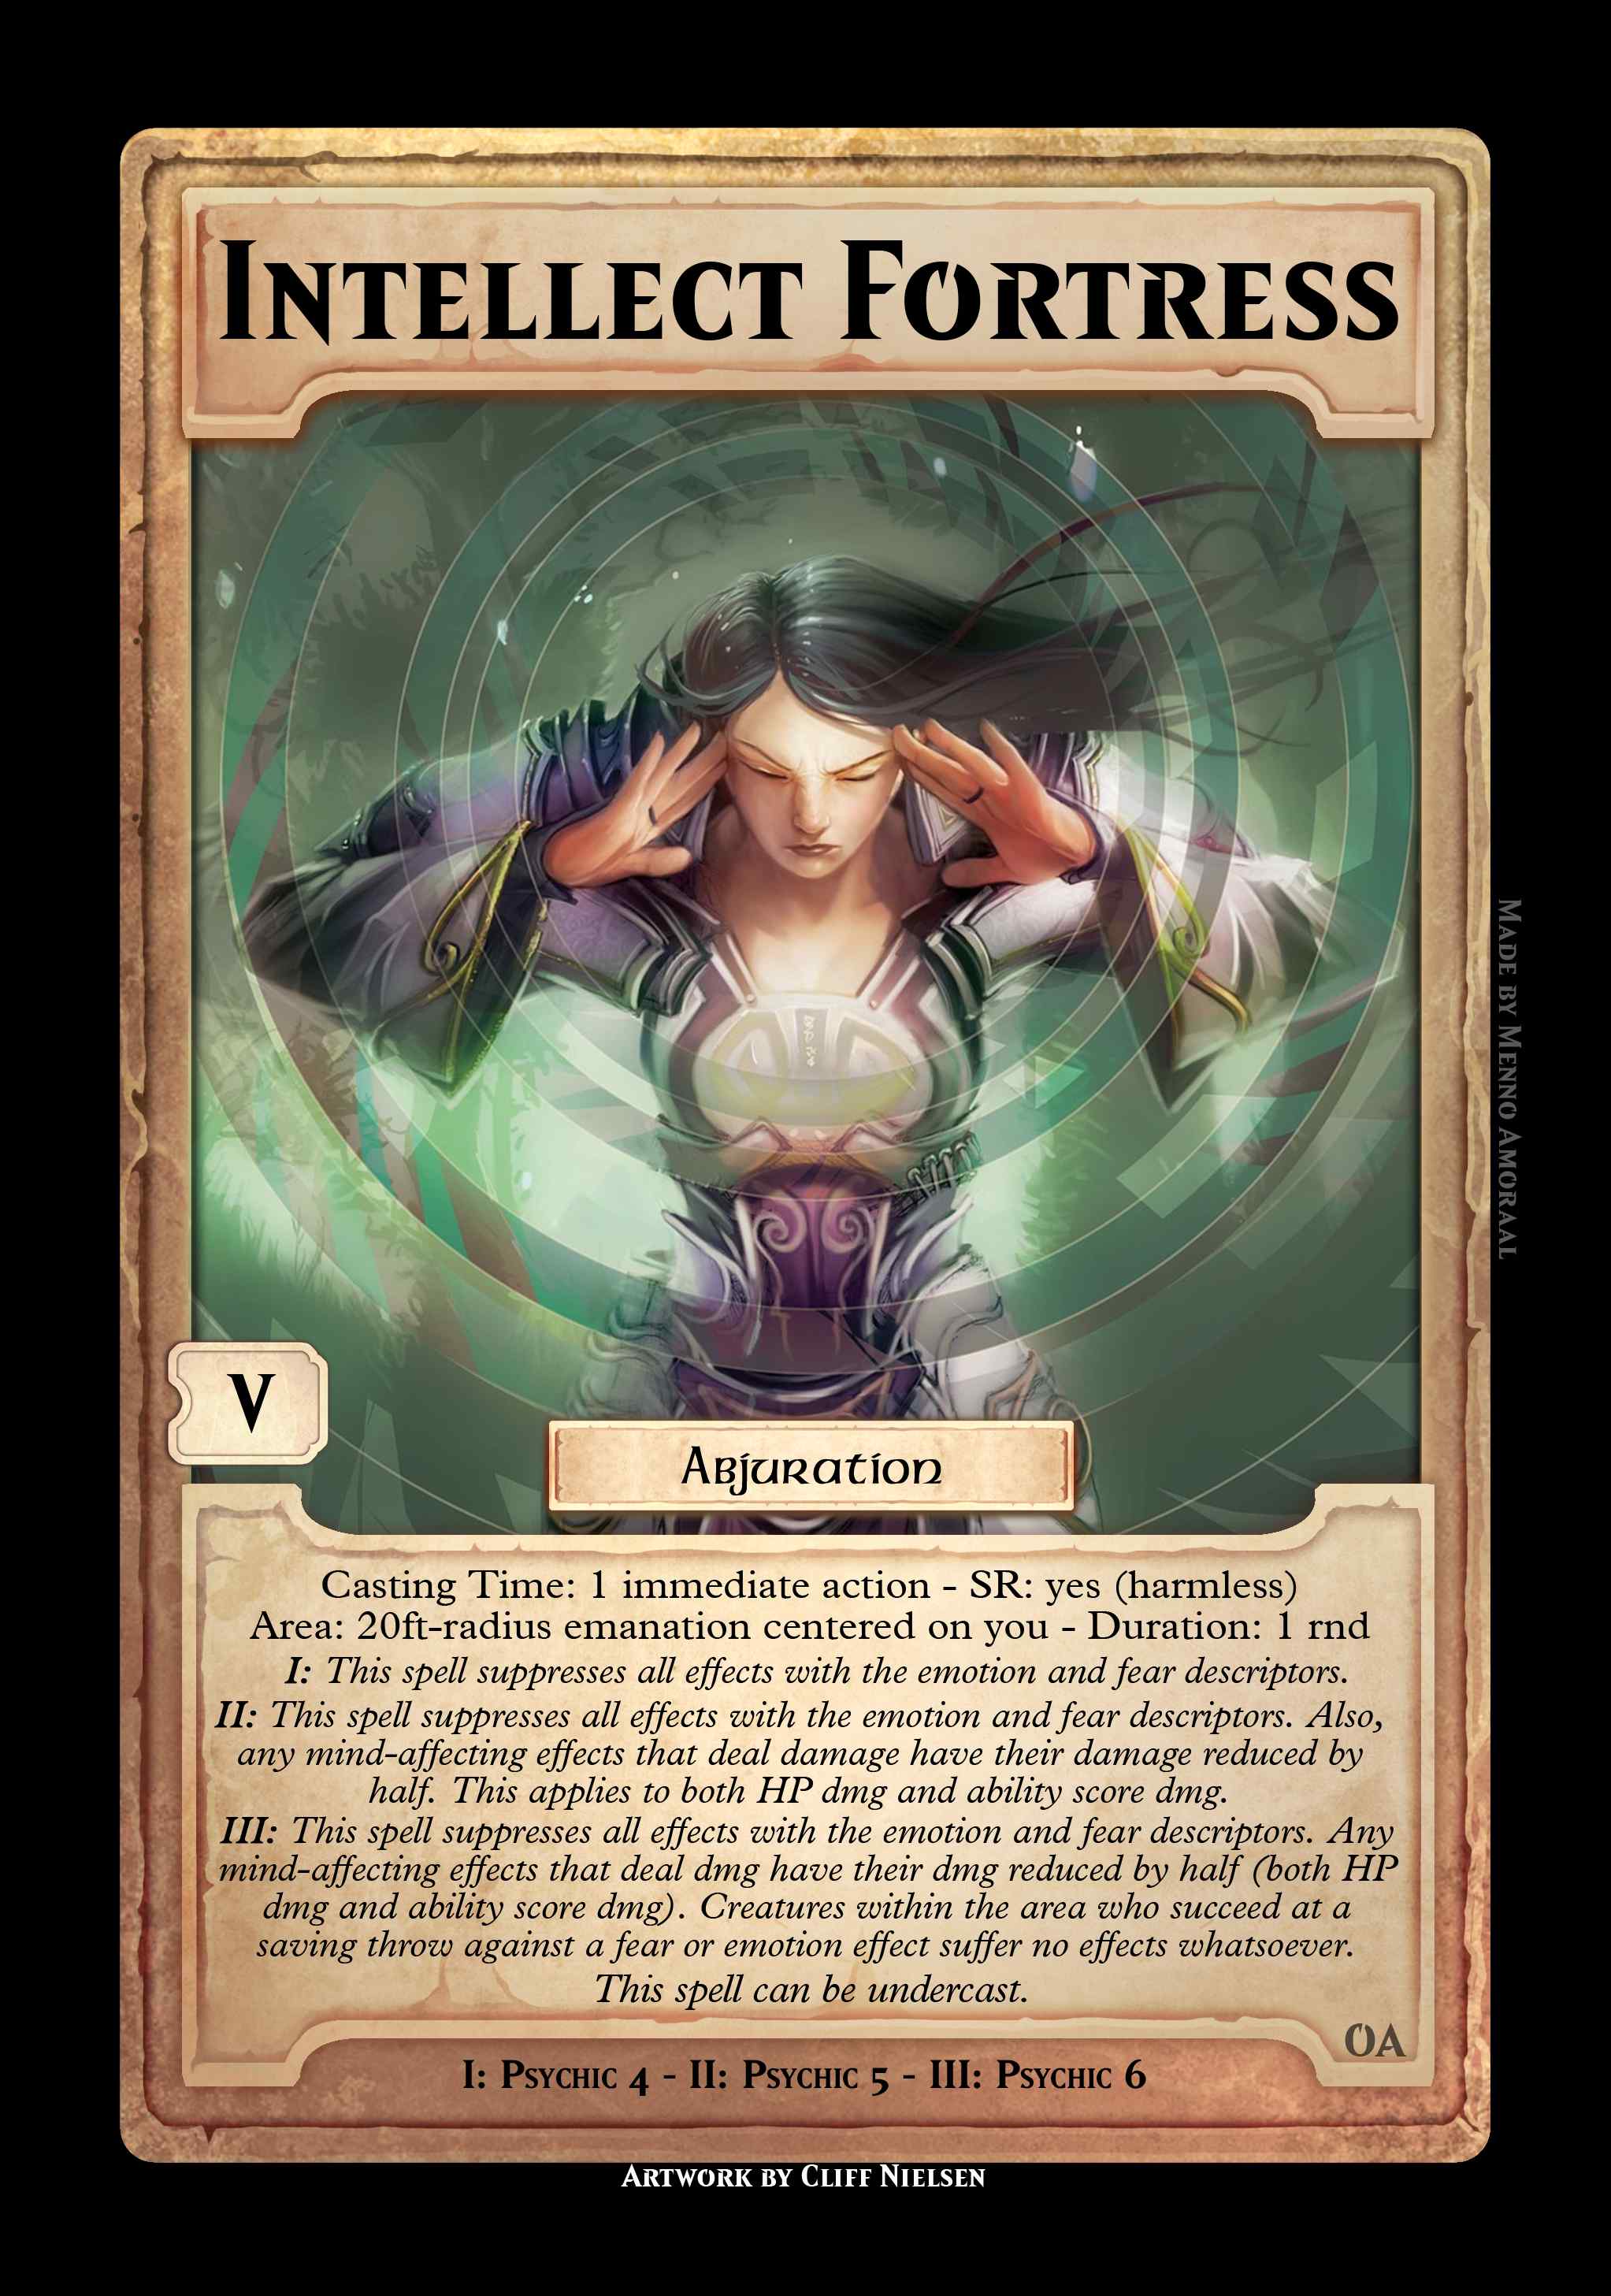 Intellect Fortress
Made by Menno Amoraal
V
Abjuration
Casting Time: 1 immediate action - SR: yes (harmless)
Area: 20ft-radius emanation centered on you - Duration: 1 rnd
I: This spell suppresses all effects with the emotion and fear descriptors.
II: This spell suppresses all effects with the emotion and fear descriptors. Also,
any mind-affecting effects that deal damage have their damage reduced by
half. This applies to both HP dmg and ability score dmg.
III: This spell suppresses all effects with the emotion and fear descriptors. Any
mind-affecting effects that deal dmg have their dmg reduced by half (both HP
dmg and ability score dmg). Creatures within the area who succeed at a
saving throw against a fear or emotion effect suffer no effects whatsoever.
This spell can be undercast.
OA
I: Psychic 4 - II: Psychic 5 - III: Psychic 6
Artwork by Cliff Nielsen